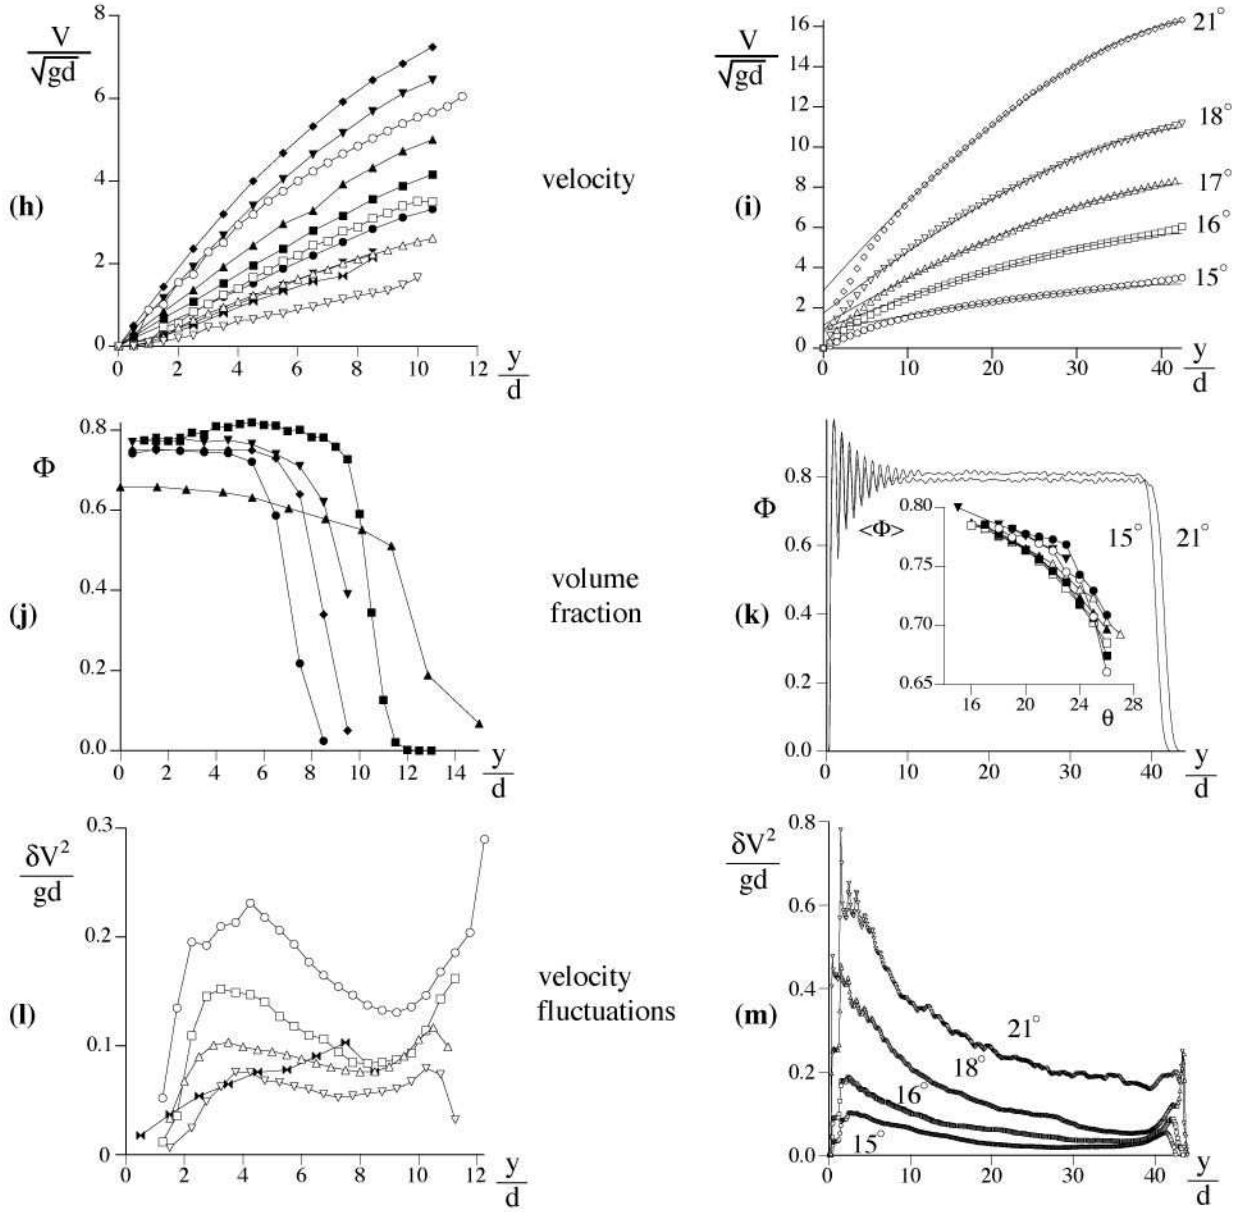 (h)
V
√gd
8
6
4
2
0
0 2 4 6 8 10 12
y
d
velocity
(i)
V
√gd
16
14
12
10
8
6
4
2
0
0 10 20 30 40
y
d
21°
18°
17°
16°
15°
(j)
Φ
0.8
0.6
0.4
0.2
0.0
0 2 4 6 8 10 12 14
y
d
volume
fraction
(k)
Φ
0.8
0.6
0.4
0.2
0.0
0 10 20 30 40
y
d
15° 21°
<Φ>
0.80
0.75
0.70
0.65
16 20 24 28
θ
(l)
δV²
gd
0.3
0.2
0.1
0
0 2 4 6 8 10 12
y
d
velocity
fluctuations
(m)
δV²
gd
0.8
0.6
0.4
0.2
0.0
0 10 20 30 40
y
d
21°
18°
16°
15°